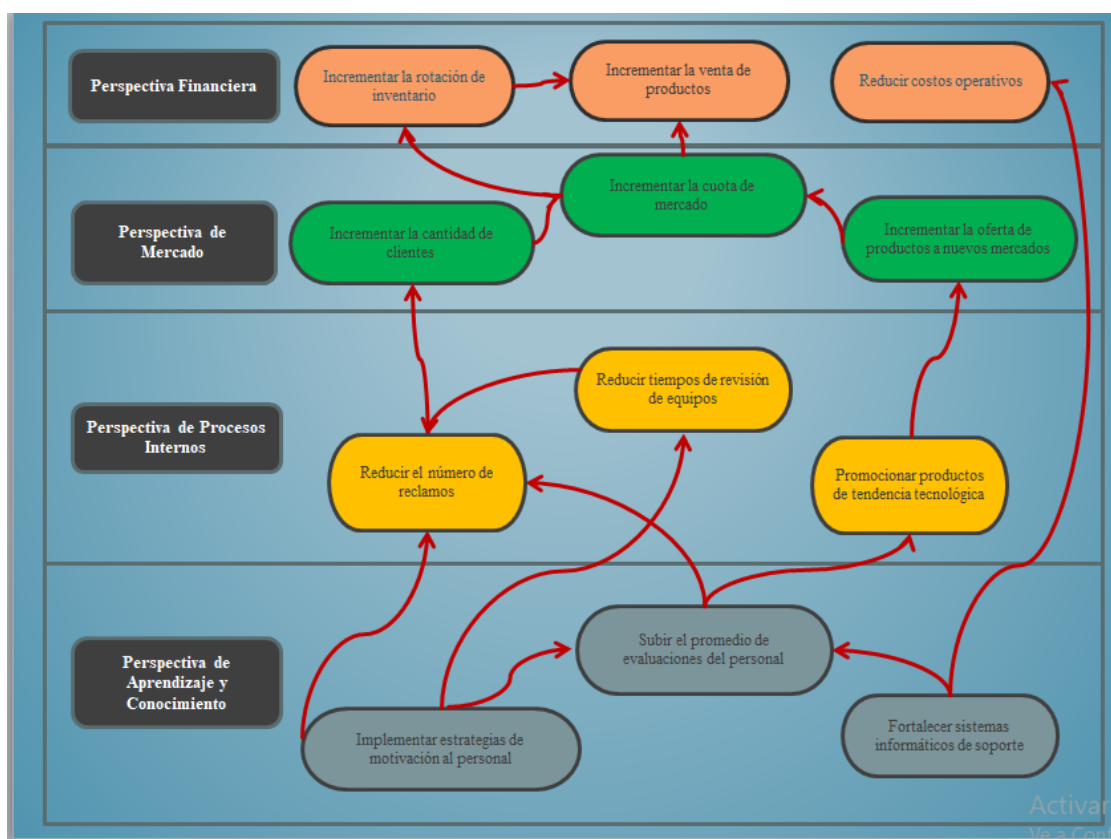 Perspectiva Financiera
Incrementar la rotación de
inventario
Incrementar la venta de
productos
Reducir costos operativos
Perspectiva de
Mercado
Incrementar la cantidad de
clientes
Incrementar la cuota de
mercado
Incrementar la oferta de
productos a nuevos mercados
Perspectiva de Procesos
Internos
Reducir el número de
reclamos
Reducir tiempos de revisión
de equipos
Promocionar productos
de tendencia tecnológica
Perspectiva de
Aprendizaje y
Conocimiento
Implementar estrategias de
motivación al personal
Subir el promedio de
evaluaciones del personal
Fortalecer sistemas
informáticos de soporte
Activar
Ve a Con